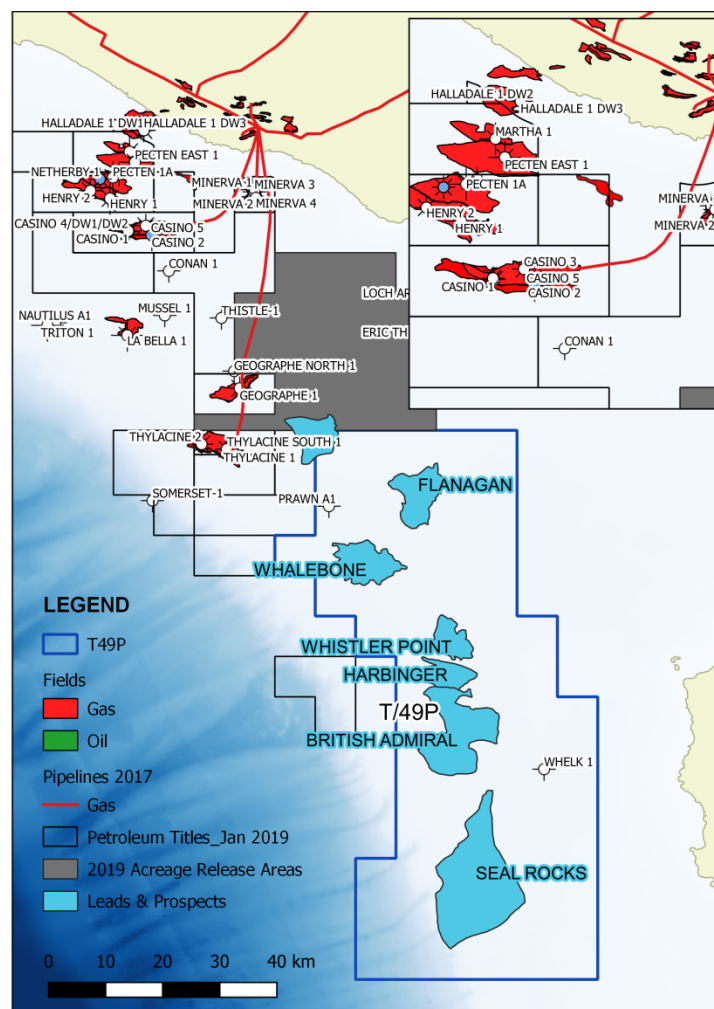 HALLADALE 1 DW1
HALLADALE 1 DW3
PECTEN EAST 1
NETHERBY 1
PECTEN 1A
HENRY 2
HENRY 1
MINERVA 1
MINERVA 3
MINERVA 2
MINERVA 4
CASINO 4/DW1/DW2
CASINO 5
CASINO 1
CASINO 2
CONAN 1
LOCH AR
NAUTILUS A1
MUSSEL 1
THISTLE-1
TRITON 1
LA BELLA 1
ERIC TH
GEOGRAPHE NORTH 1
GEOGRAPHE 1
THYLACINE 2
THYLACINE SOUTH 1
THYLACINE 1
SOMERSET-1
PRAWN A1
FLANAGAN
WHALEBONE
WHISTLER POINT
HARBINGER
T/49P
BRITISH ADMIRAL
WHELK 1
SEAL ROCKS
HALLADALE 1 DW2
HALLADALE 1 DW3
MARTHA 1
PECTEN EAST 1
PECTEN 1A
HENRY 2
HENRY 1
MINERVA
MINERVA 2
CASINO 3
CASINO 1
CASINO 5
CASINO 2
CONAN 1
LEGEND
T49P
Fields
Gas
Oil
Pipelines 2017
Gas
Petroleum Titles_Jan 2019
2019 Acreage Release Areas
Leads & Prospects
0 10 20 30 40 km